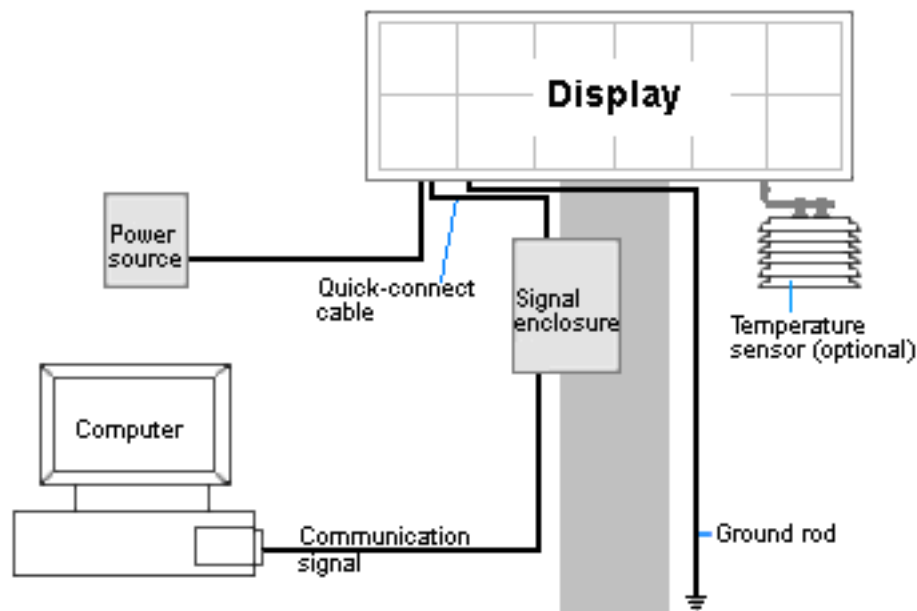 Display
Power
source
Quick-connect
cable
Signal
enclosure
Temperature
sensor (optional)
Computer
Communication
signal
Ground rod